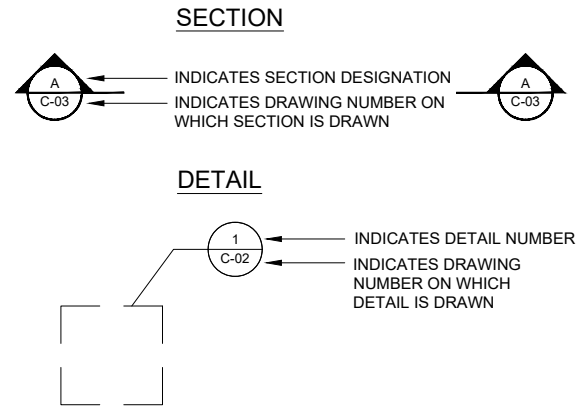 SECTION
A
C-03
INDICATES SECTION DESIGNATION
INDICATES DRAWING NUMBER ON
WHICH SECTION IS DRAWN
A
C-03
DETAIL
1
C-02
INDICATES DETAIL NUMBER
INDICATES DRAWING
NUMBER ON WHICH
DETAIL IS DRAWN